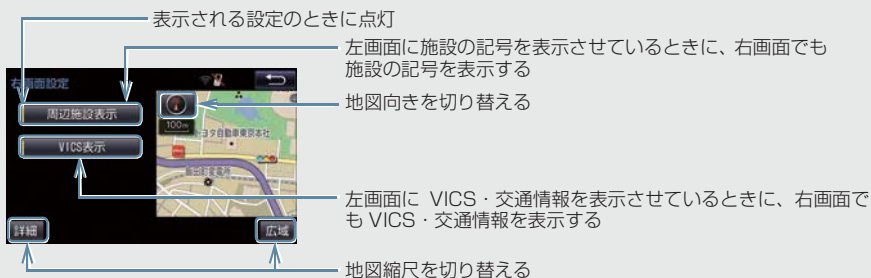 表示される設定のときに点灯
左画面に施設の記号を表示させているときに、右画面でも
施設の記号を表示する
右画面設定
周辺施設表示
地図向きを切り替える
100m
トヨタ自動車東京本社
VICS表示
飯田町変電所
左画面に VICS・交通情報を表示させているときに、右画面で
も VICS・交通情報を表示する
詳細
広域
地図縮尺を切り替える